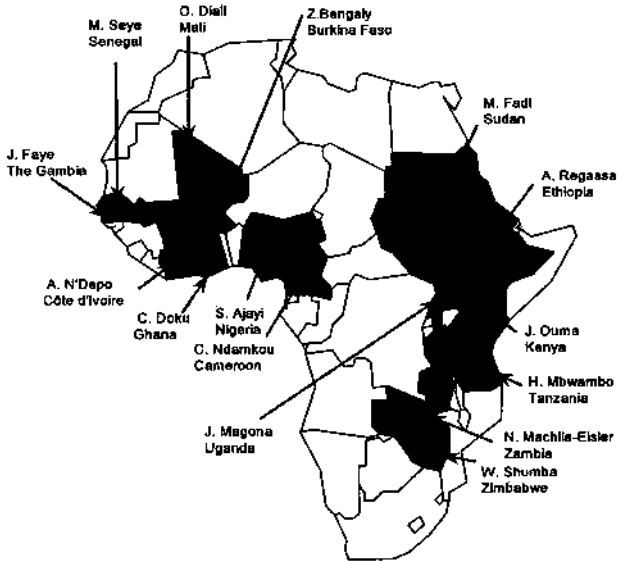 O. Diall
Mali
Z.Bengaly
Burkina Faso
M. Seye
Senegal
M. Fadl
Sudan
J. Faye
The Gambia
A. Regassa
Ethiopia
A. N'Depo
Côte d'Ivoire
C. Doku
Ghana
S. Ajayi
Nigeria
O. Ndamkou
Cameroon
J. Ouma
Kenya
H. Mbwambo
Tanzania
J. Magona
Uganda
N. Machila-Eisler
Zambia
W. Shumba
Zimbabwe